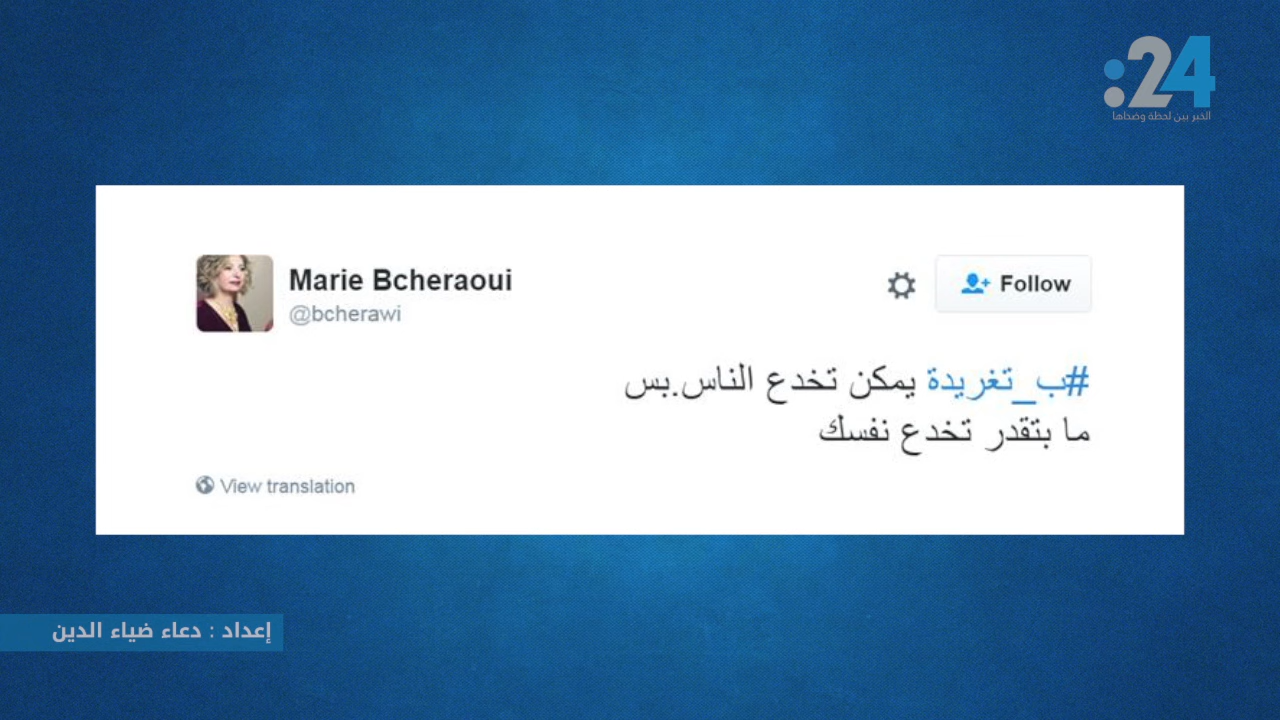 :24
الخبر بين لحظة وضحاها
Marie Bcheraoui
@bcherawi
Follow
#ب_تغريدة يمكن تخدع الناس.بس
ما بتقدر تخدع نفسك
View translation
إعداد : دعاء ضياء الدين